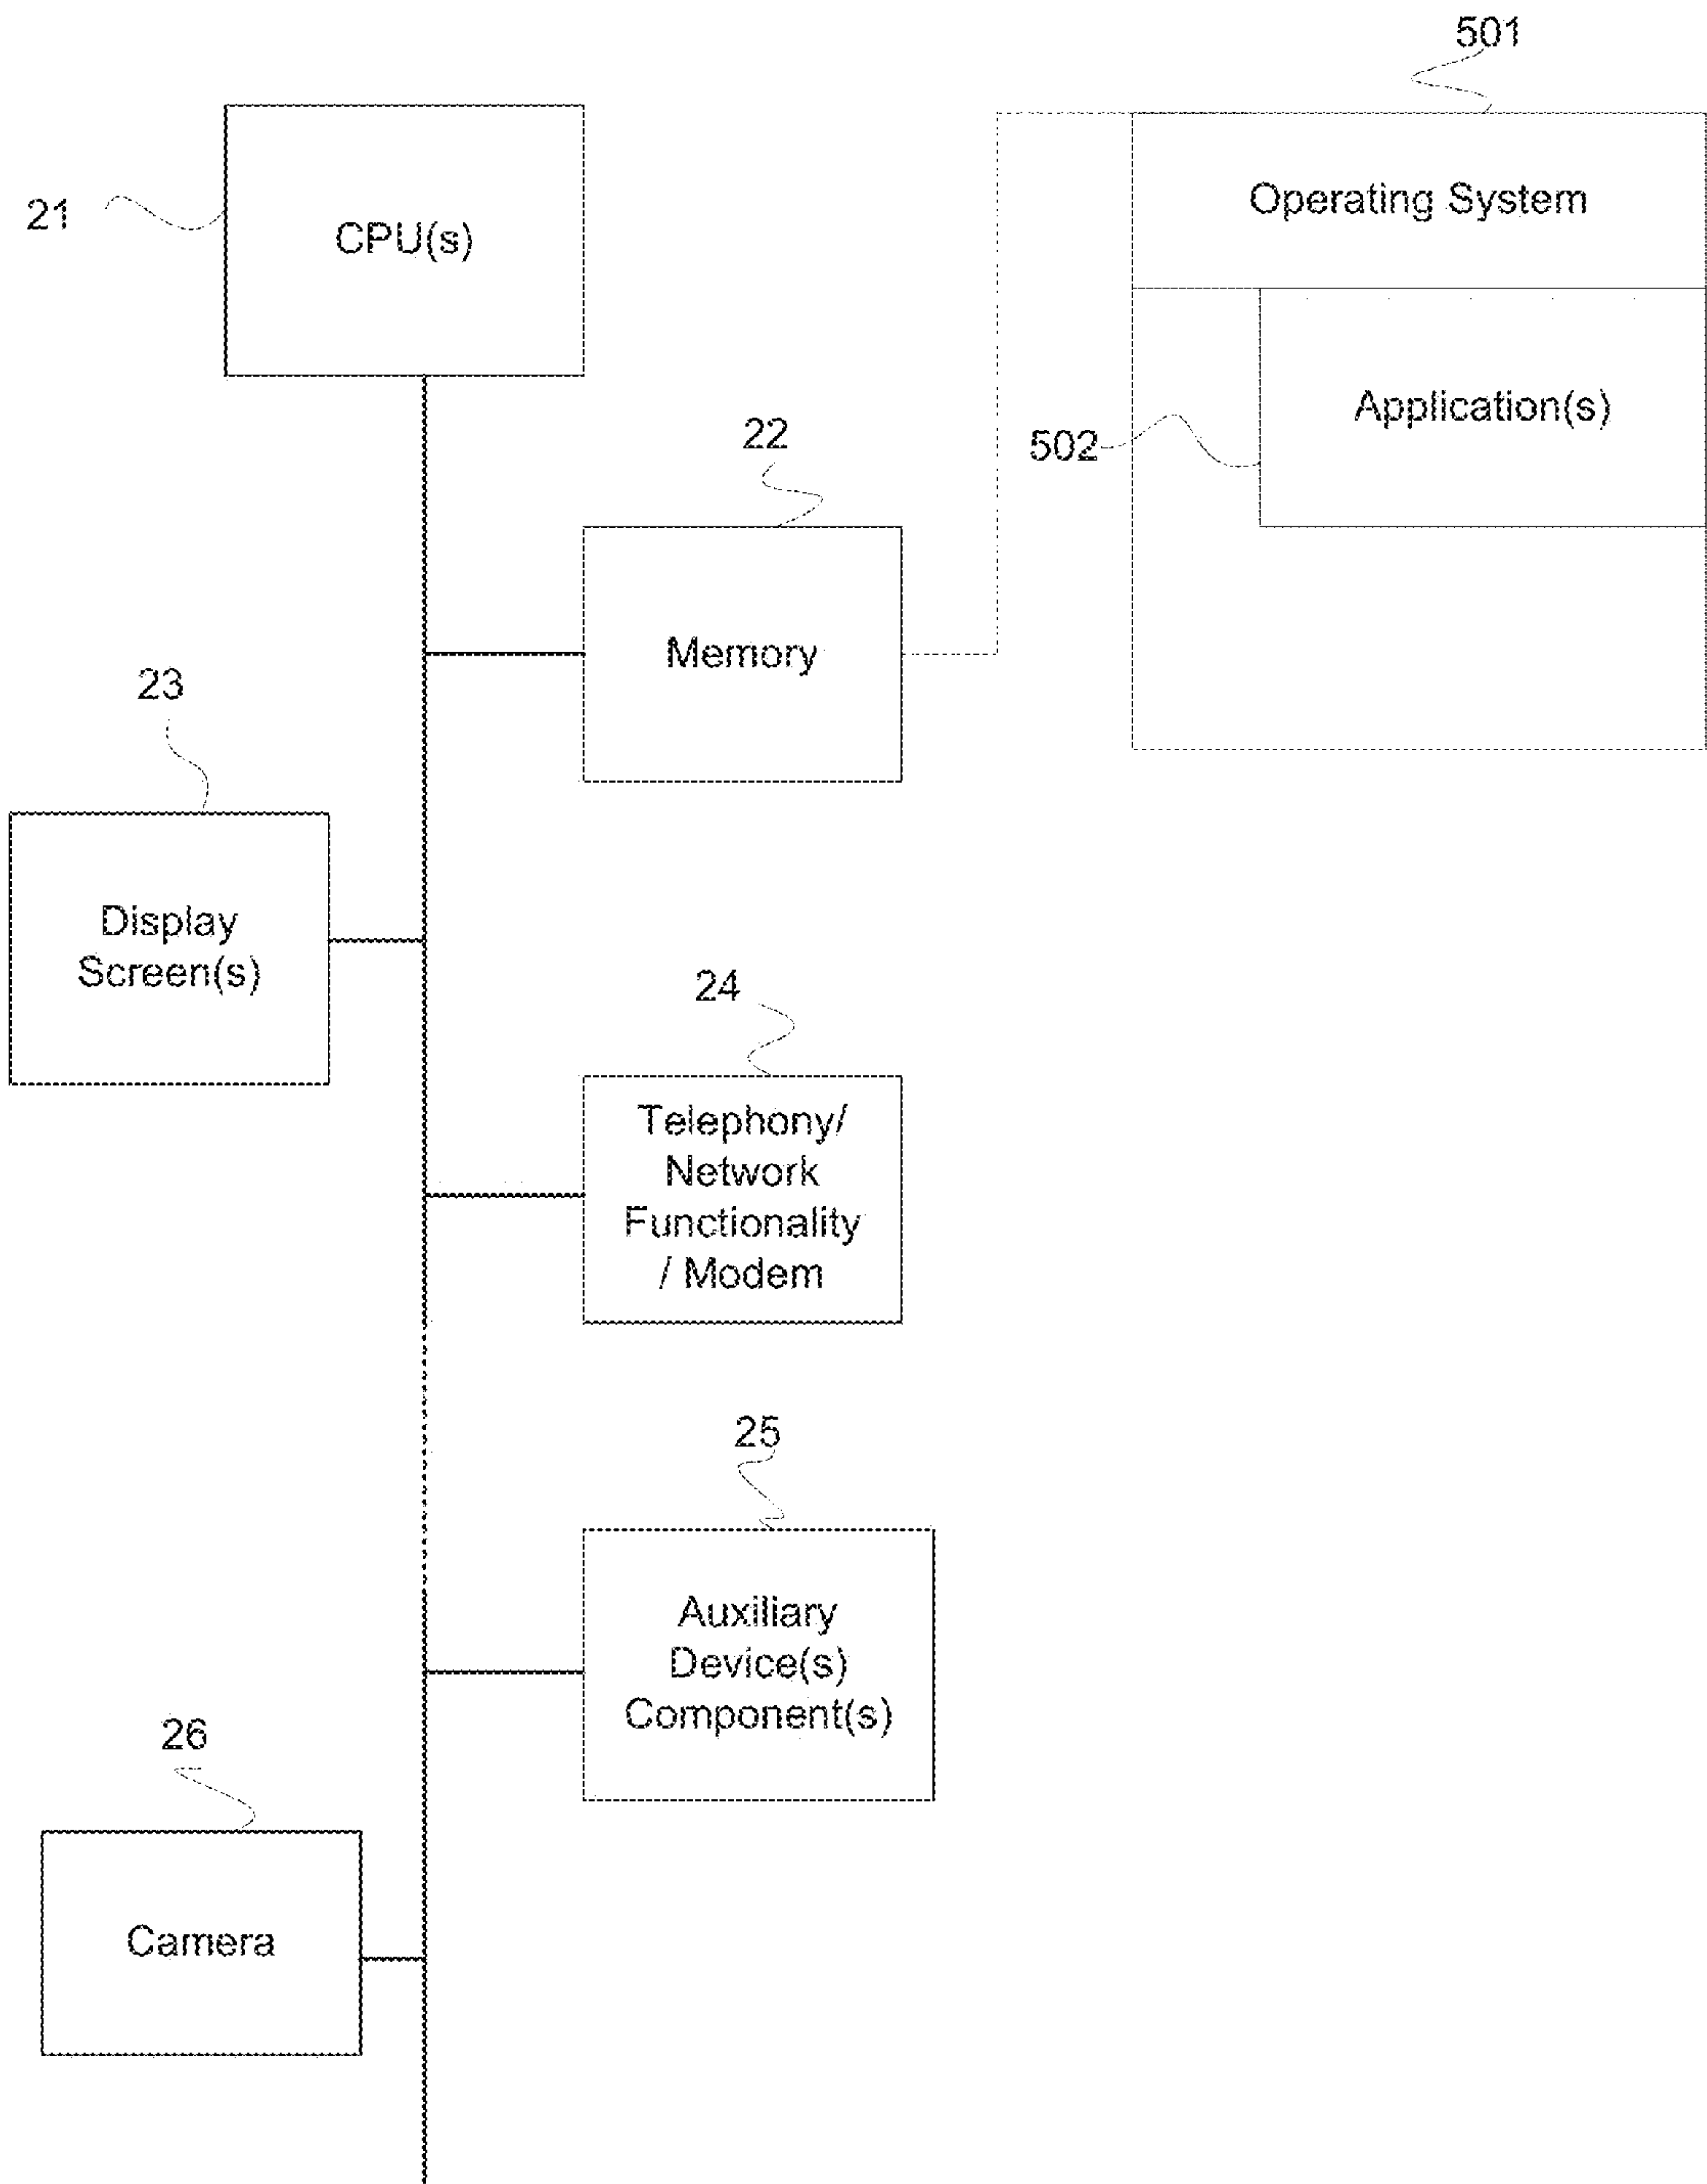 501
Operating System
21
CPU(s)
Application(s)
502
22
Memory
23
Display
Screen(s)
24
Telephony/
Network
Functionality
/ Modem
25
Auxiliary
Device(s)
Component(s)
26
Camera